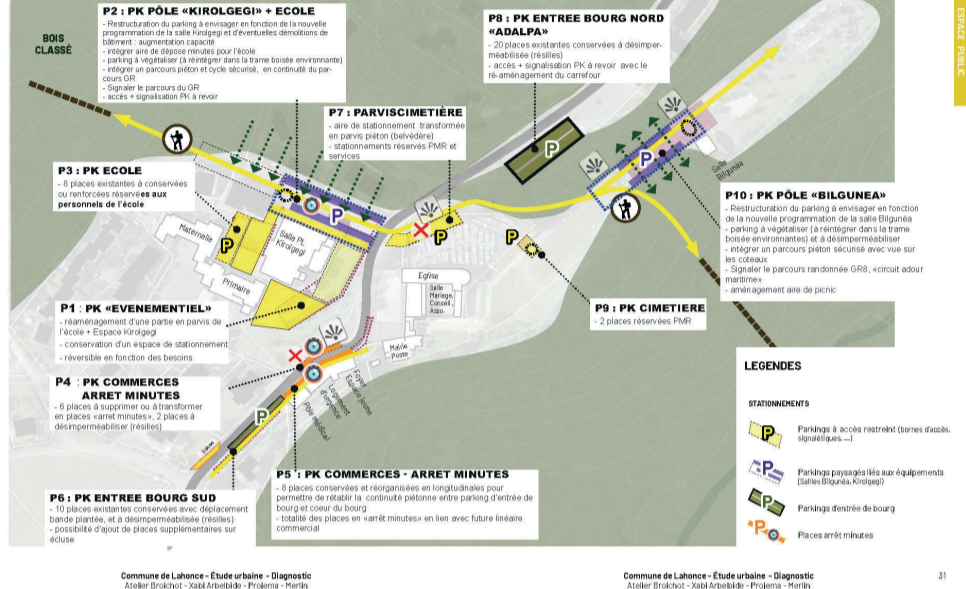 P2 : PK PÔLE «KIROLGEGI» + ECOLE
- Restructuration du parking à envisager en fonction de la nouvelle
programmation de la salle Kirolgegi et d'éventuelles démolitions de
bâtiment : augmentation capacité
- intégrer aire de dépose minutes pour l'école
- parking à végétaliser (à réintégrer dans la trame boisée environnante)
- intégrer un parcours piéton et cycle sécurisé, en continuité du par-
cours GR
- Signaler le parcours du GR
- accès + signalisation PK à revoir
BOIS
CLASSÉ
P8 : PK ENTREE BOURG NORD
«ADALPA»
- 20 places existantes conservées à désimper-
méabilisée (résilles)
- accès + signalisation PK à revoir avec le
ré-aménagement du carrefour
ESPACE PUBLIC
P7 : PARVISCIMETIÈRE
- aire de stationnement transformée
en parvis piéton (belvédère)
- stationnements réservés PMR et
services
P3 : PK ECOLE
- 8 places existantes à conservées
ou renforcées réservées aux
personnels de l'école
P
P
Salle
Bilgunéa
P10 : PK PÔLE «BILGUNEA»
- Restructuration du parking à envisager en fonction
de la nouvelle programmation de la salle Bilgunéa
- parking à végétaliser (à réintégrer dans la trame
boisée environnantes) et à désimperméabiliser
- intégrer un parcours piéton sécurisé avec vue sur
les coteaux
- Signaler le parcours randonnée GR8, «circuit adour
maritime»
- aménagement aire de picnic
P
P
P
P
Maternelle
Salle Pt.
Kirolgegi
Primaire
Eglise
Salle
Mariage,
Conseil,
Asso.
P1 : PK «EVENEMENTIEL»
- réaménagement d'une partie en parvis de
l'école + Espace Kirolgegi
- conservation d'un espace de stationnement
- réversible en fonction des besoins
P9 : PK CIMETIERE
- 2 places réservées PMR
Mairie
Poste
Foyer
Espace jeune
Logement
d'urgence
Pôle médical
P4 : PK COMMERCES
ARRET MINUTES
- 6 places à supprimer ou à transformer
en places «arret minutes», 2 places à
désimperméabiliser (résilles)
P
P5 : PK COMMERCES - ARRET MINUTES
- 8 places conservées et réorganisées en longitudinales pour
permettre de rétablir la continuité piétonne entre parking d'entrée de
bourg et coeur du bourg
- totalité des places en «arrêt minutes» en lien avec future linéaire
commercial
P6 : PK ENTREE BOURG SUD
- 10 places existantes conservées avec déplacement
bande plantée, et à désimperméabilisée (résilles)
- possibilité d'ajout de places supplémentaires sur
écluse
LEGENDES
STATIONNEMENTS
P
Parkings à accès restreint (bornes d'accès,
signalétiques, ...)
P
Parkings paysagés liés aux équipements
(Salles Bilgunéa, Kirolgegi)
P
Parkings d'entrée de bourg
P
Places arrêt minutes
Commune de Lahonce - Étude urbaine - Diagnostic
Atelier Broichot - Xabi Arbelbide - Projema - Merlin
Commune de Lahonce - Étude urbaine - Diagnostic
Atelier Broichot - Xabi Arbelbide - Projema - Merlin
31